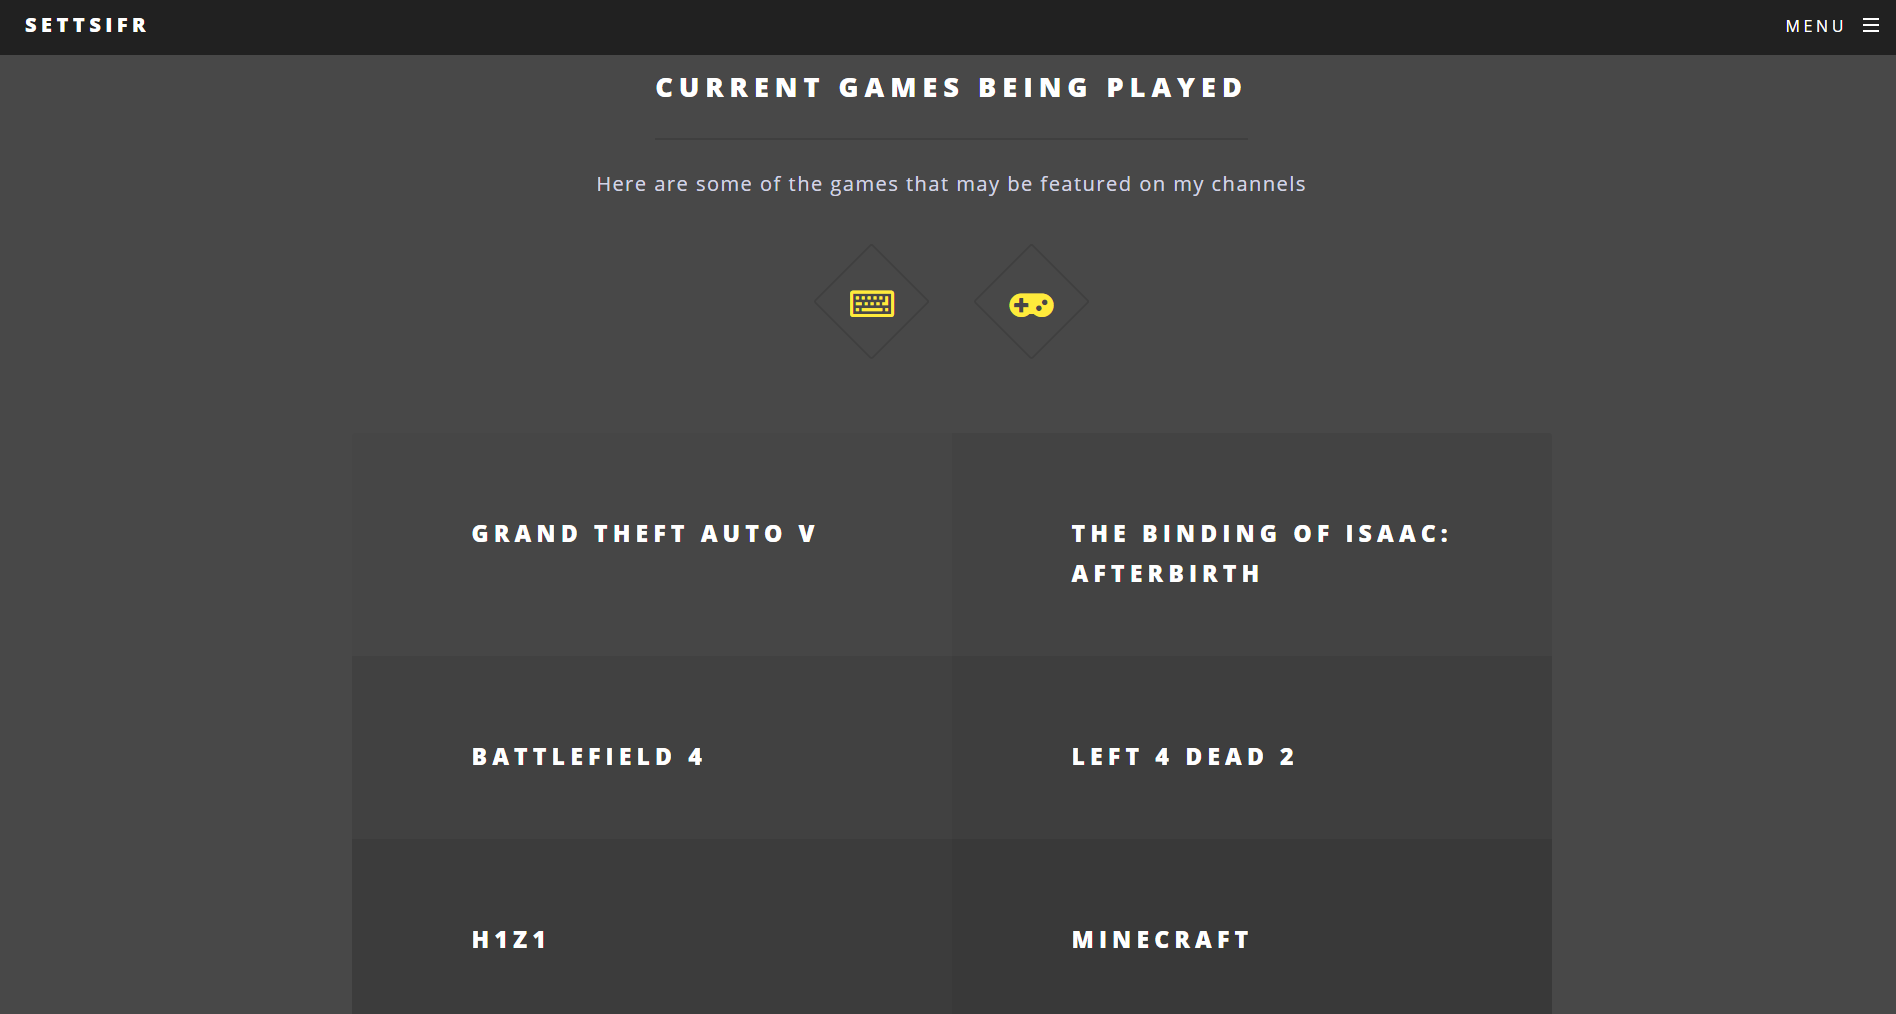 SETTSIFR
MENU
CURRENT GAMES BEING PLAYED
Here are some of the games that may be featured on my channels
GRAND THEFT AUTO V
THE BINDING OF ISAAC:
AFTERBIRTH
BATTLEFIELD 4
LEFT 4 DEAD 2
H1Z1
MINECRAFT